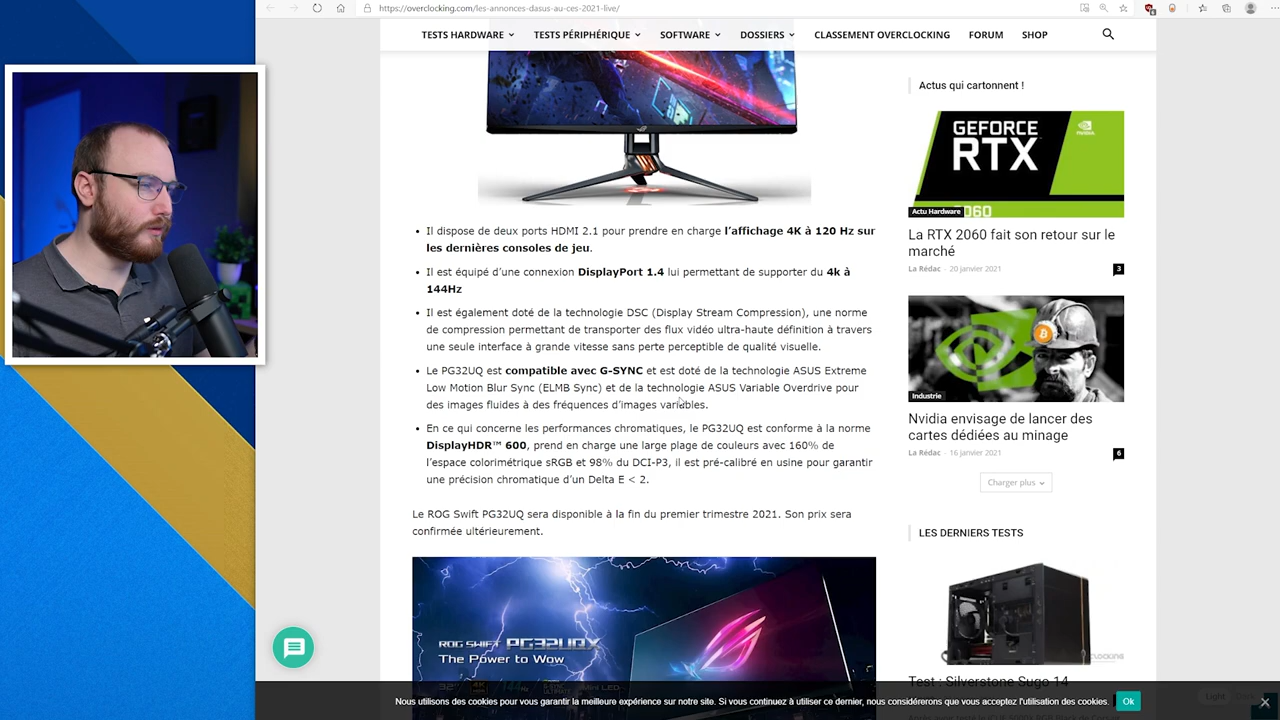 https://overclocking.com/les-annonces-dasus-au-ces-2021-live/
TESTS HARDWARE
TESTS PÉRIPHÉRIQUE
SOFTWARE
DOSSIERS
CLASSEMENT OVERCLOCKING
FORUM
SHOP
Il dispose de deux ports HDMI 2.1 pour prendre en charge l’affichage 4K à 120 Hz sur
les dernières consoles de jeu.
Il est équipé d’une connexion DisplayPort 1.4 lui permettant de supporter du 4k à
144Hz
Il est également doté de la technologie DSC (Display Stream Compression), une norme
de compression permettant de transporter des flux vidéo ultra-haute définition à travers
une seule interface à grande vitesse sans perte perceptible de qualité visuelle.
Le PG32UQ est compatible avec G-SYNC et est doté de la technologie ASUS Extreme
Low Motion Blur Sync (ELMB Sync) et de la technologie ASUS Variable Overdrive pour
des images fluides à des fréquences d’images variables.
En ce qui concerne les performances chromatiques, le PG32UQ est conforme à la norme
DisplayHDR™ 600, prend en charge une large plage de couleurs avec 160% de
l’espace colorimétrique sRGB et 98% du DCI-P3, il est pré-calibré en usine pour garantir
une précision chromatique d’un Delta E < 2.
Le ROG Swift PG32UQ sera disponible à la fin du premier trimestre 2021. Son prix sera
confirmée ultérieurement.
ROG SWIFT PG32UQX
The Power to Wow
32"
4K
144Hz
Actus qui cartonnent !
GEFORCE
RTX
Actu Hardware
La RTX 2060 fait son retour sur le
marché
La Rédac - 20 janvier 2021
3
Industrie
Nvidia envisage de lancer des
cartes dédiées au minage
La Rédac - 16 janvier 2021
6
Charger plus
LES DERNIERS TESTS
Test : Silverstone Sugo 14
Nous utilisons des cookies pour vous garantir la meilleure expérience sur notre site. Si vous continuez à utiliser ce dernier, nous considérerons que vous acceptez l'utilisation des cookies.
Ok
Light